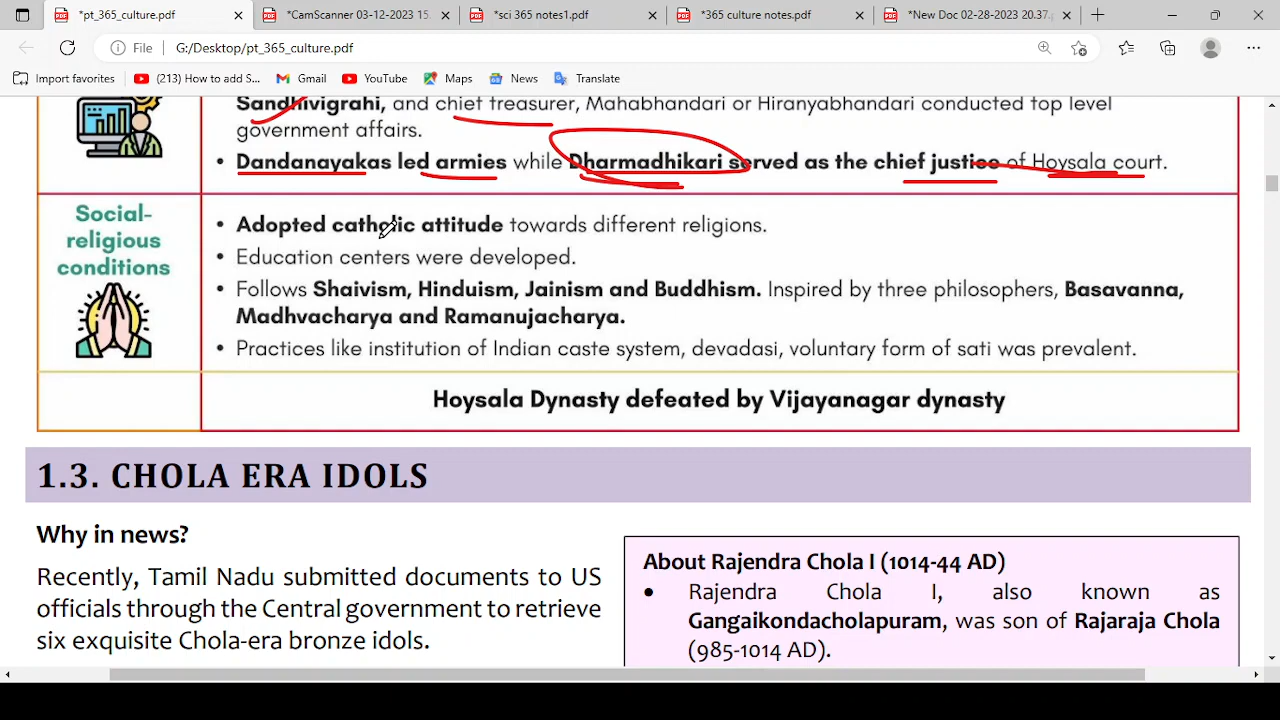 *pt_365_culture.pdf
*CamScanner 03-12-2023 15.
*sci 365 notes1.pdf
*365 culture notes.pdf
*New Doc 02-28-2023 20.37.p
File G:/Desktop/pt_365_culture.pdf
Import favorites
(213) How to add S...
Gmail
YouTube
Maps
News
Translate
Sandhivigrahi, and chief treasurer, Mahabhandari or Hiranyabhandari conducted top level
government affairs.
• Dandanayakas led armies while Dharmadhikari served as the chief justice of Hoysala court.
Social-
religious
conditions
• Adopted catholic attitude towards different religions.
• Education centers were developed.
• Follows Shaivism, Hinduism, Jainism and Buddhism. Inspired by three philosophers, Basavanna,
Madhvacharya and Ramanujacharya.
• Practices like institution of Indian caste system, devadasi, voluntary form of sati was prevalent.
Hoysala Dynasty defeated by Vijayanagar dynasty
1.3. CHOLA ERA IDOLS
Why in news?
Recently, Tamil Nadu submitted documents to US
officials through the Central government to retrieve
six exquisite Chola-era bronze idols.
About Rajendra Chola I (1014-44 AD)
• Rajendra Chola I, also known as
Gangaikondacholapuram, was son of Rajaraja Chola
(985-1014 AD).